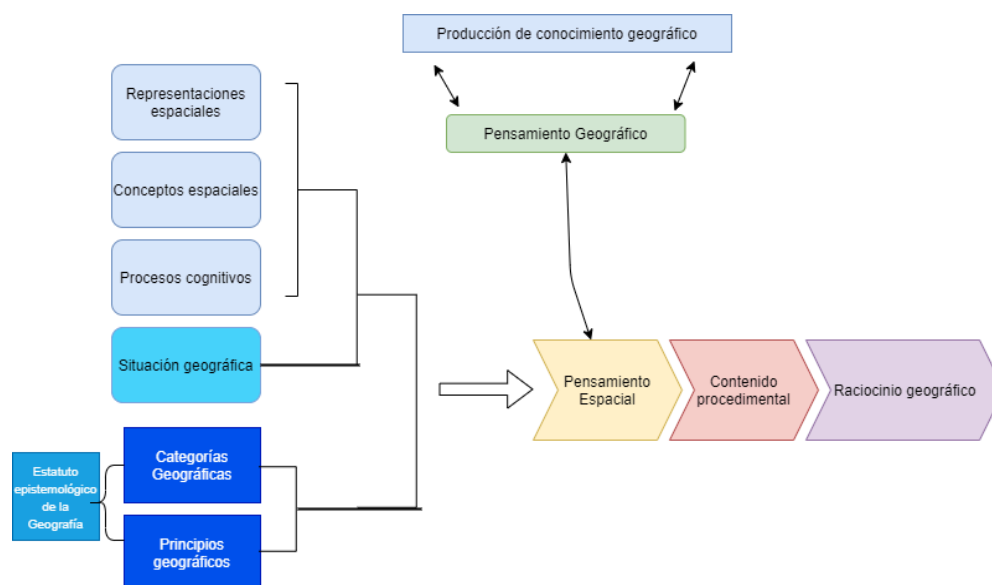 Producción de conocimiento geográfico
Pensamiento Geográfico
Representaciones
espaciales
Conceptos espaciales
Procesos cognitivos
Situación geográfica
Categorías
Geográficas
Estatuto
epistemológico
de la
Geografía
Principios
geográficos
Pensamiento
Espacial
Contenido
procedimental
Raciocinio geográfico